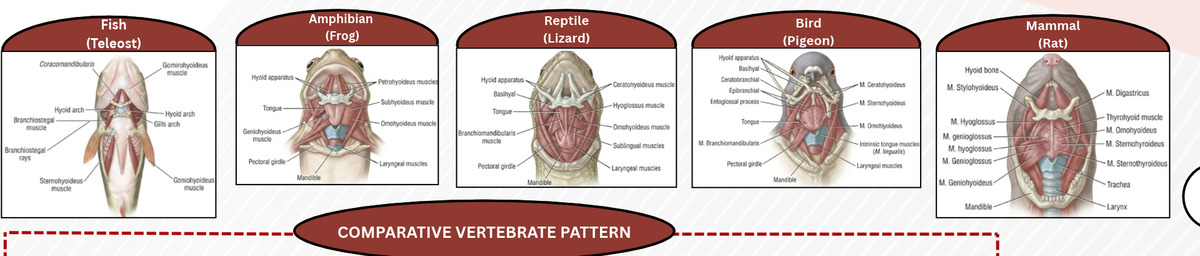 Fish
(Teleost)
Coracomandibularis
Gomirohyoideus
muscle
Hyoid arch
Hyoid arch
Gills arch
Branchiostegal
muscle
Branchiostegal
rays
Sternohyoideus
muscle
Goniohyoideus
muscle
Amphibian
(Frog)
Hyoid apparatus
Petrohyoideus muscles
Tongue
Subhyoideus muscle
Omohyoideus muscle
Geniohyoideus
muscle
Pectoral girdle
Laryngeal muscles
Mandible
Reptile
(Lizard)
Hyoid apparatus
Ceratohyoideus muscle
Basihyal
Hyoglossus muscle
Tongue
Omohyoideus muscle
Branchiomandibularis
muscle
Sublingual muscles
Pectoral girdle
Laryngeal muscles
Mandible
Bird
(Pigeon)
Hyoid apparatus
Basihyal
Ceratobranchial
Epibranchial
Entoglossal process
M. Ceratohyoideus
M. Sternohyoideus
Tongue
M. Omohyoideus
M. Branchiomandibularis
Intrinsic tongue muscles
(M. lingualis)
Pectoral girdle
Laryngeal muscles
Mandible
Mammal
(Rat)
Hyoid bone
M. Stylohyoideus
M. Digastricus
M. Hyoglossus
Thyrohyoid muscle
M. genioglossus
M. Omohyoideus
M. hyoglossus
M. Sternohyroideus
M. Genioglossus
M. Sternothyroideus
M. Geniohyoideus
Trachea
Mandible
Larynx
COMPARATIVE VERTEBRATE PATTERN